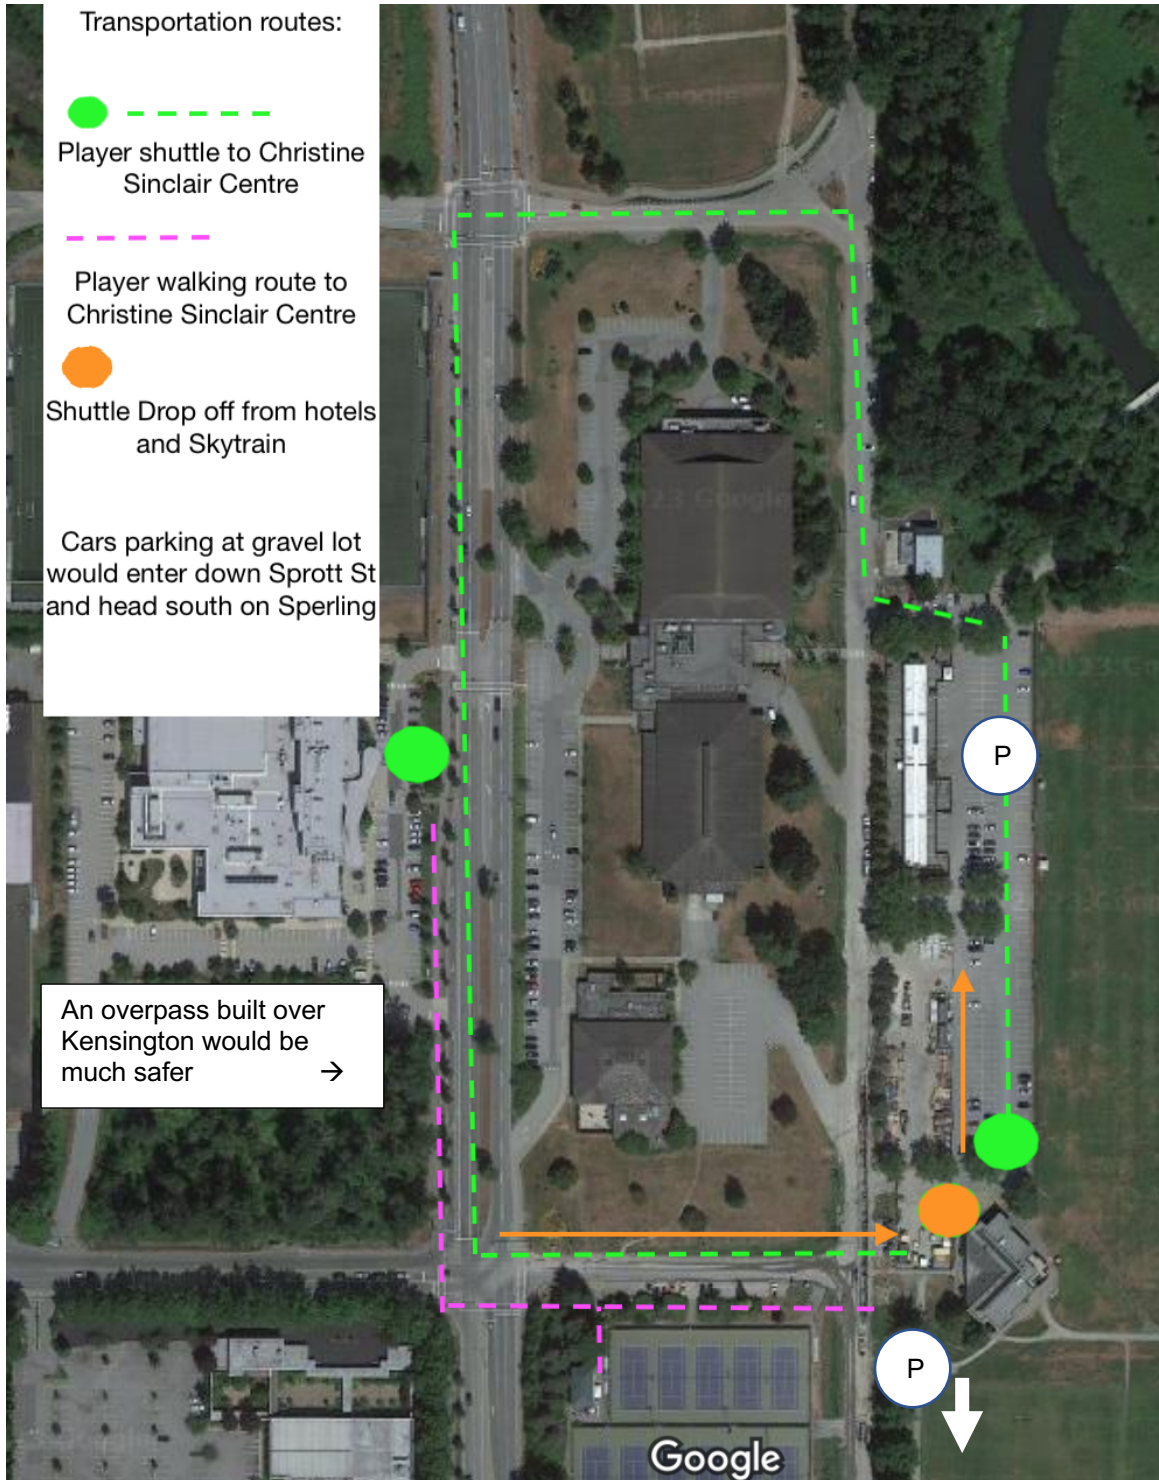 Transportation routes:
Player shuttle to Christine
Sinclair Centre
Player walking route to
Christine Sinclair Centre
Shuttle Drop off from hotels
and Skytrain
Cars parking at gravel lot
would enter down Sprott St
and head south on Sperling
P
An overpass built over
Kensington would be
much safer →
P
Google